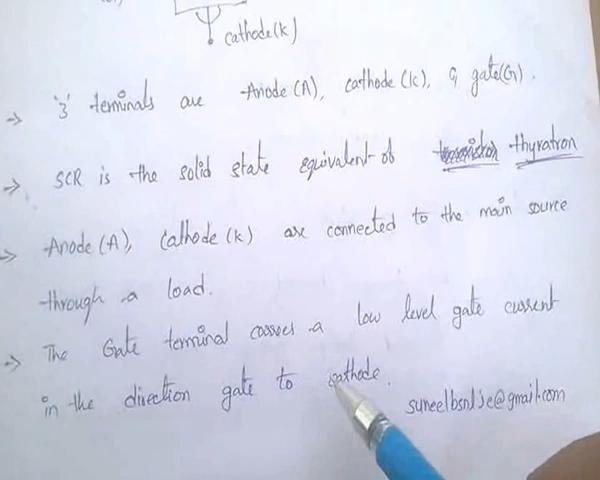 cathode(k)
→ '3' terminals are Anode(A), cathode(k), & gate(G).
→ SCR is the solid state equivalent of thyratron
→ Anode(A), Cathode(k) are connected to the main source
through a load.
→ The Gate terminal carries a low level gate current
in the direction gate to cathode.
suneelbsnlje@gmail.com